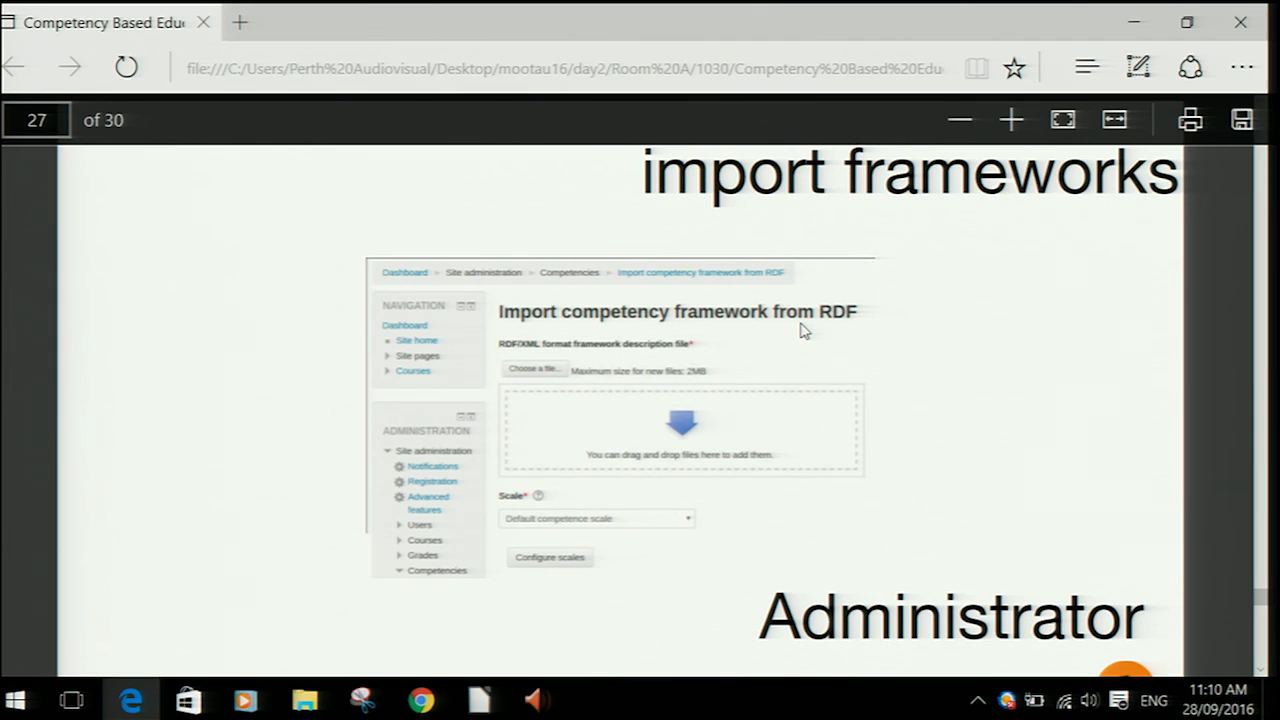 Competency Based Edu
file:///C:/Users/Perth%20Audiovisual/Desktop/mootau16/day2/Room%20A/1030/Competency%20Based%20Edu
27 of 30
import frameworks
Dashboard > Site administration > Competencies > Import competency framework from RDF
NAVIGATION
Dashboard
Site home
Site pages
Courses
ADMINISTRATION
Site administration
Notifications
Registration
Advanced
features
Users
Courses
Grades
Competencies
Import competency framework from RDF
RDF/XML format framework description file*
Choose a file... Maximum size for new files: 2MB
You can drag and drop files here to add them.
Scale*
Default competence scale
Configure scales
Administrator
ENG
11:10 AM
28/09/2016